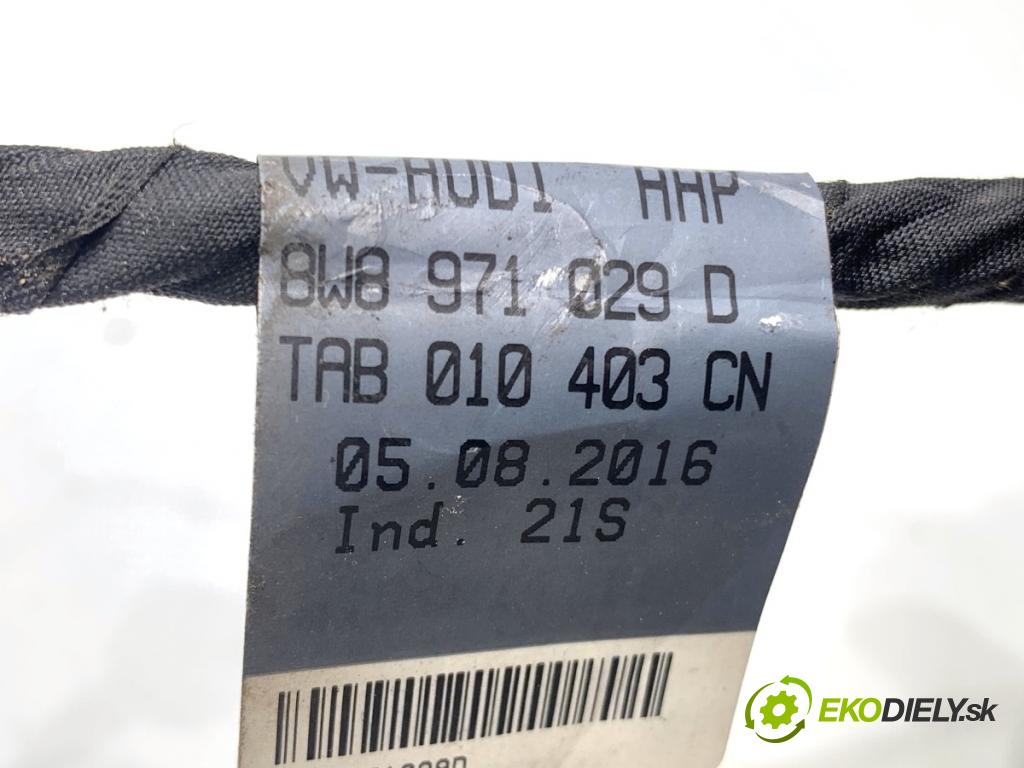 VW-AUDI AAP
8W8 971 029 D
TAB 010 403 CN
05.08.2016
Ind. 21S
EKODIELY.sk